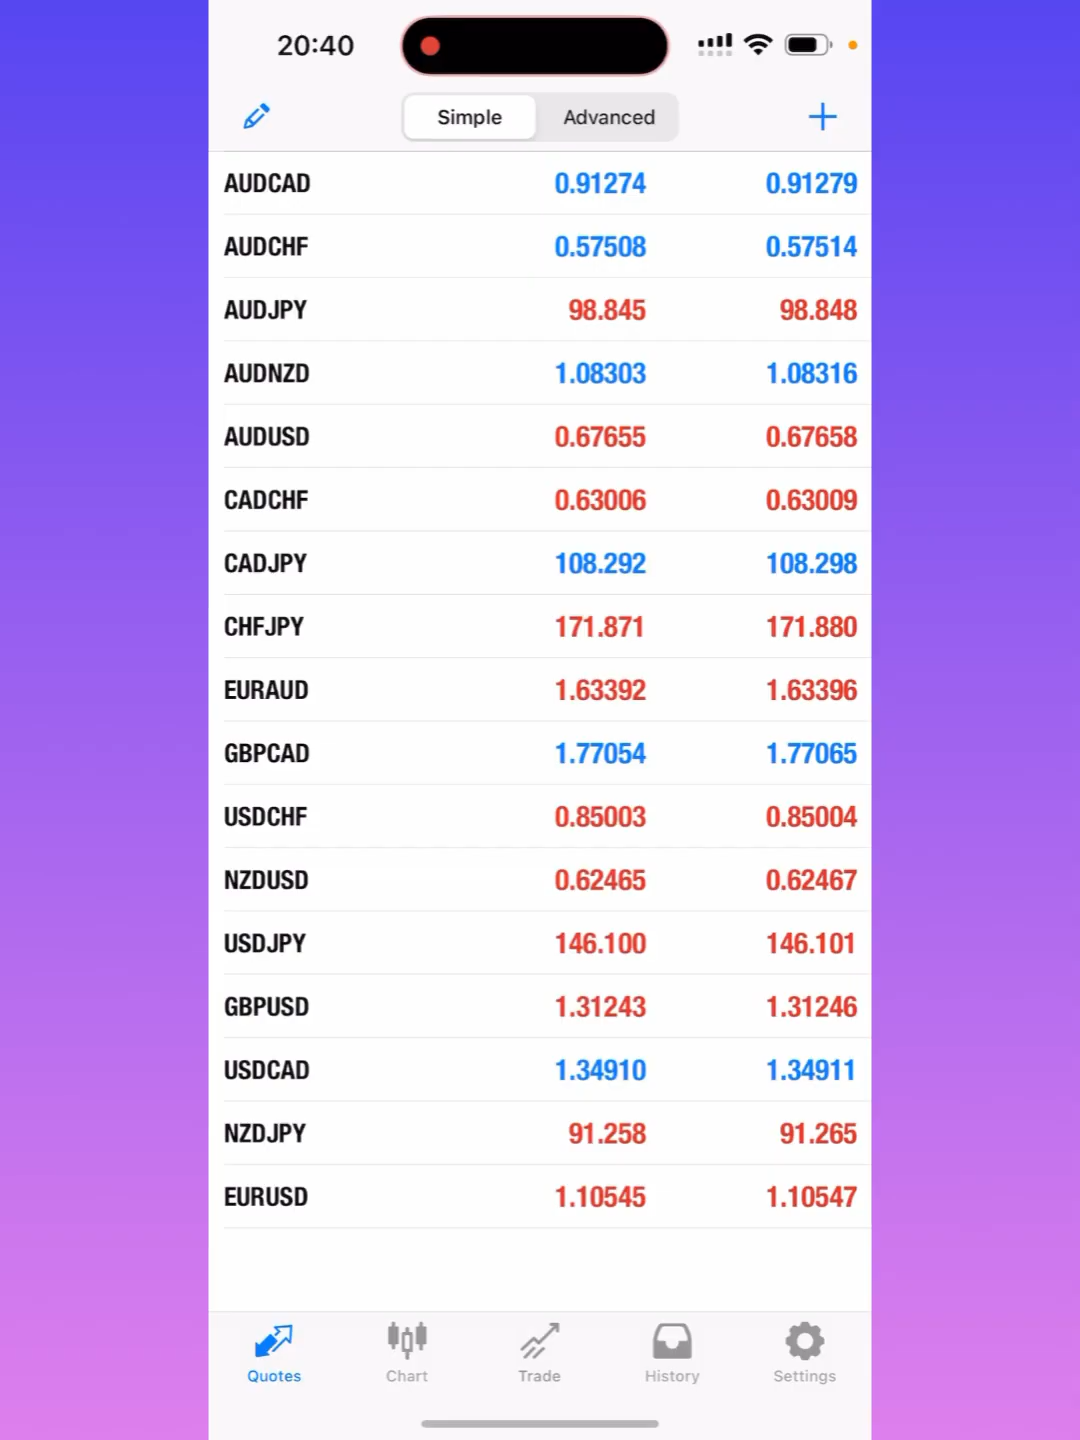 20:40
Simple Advanced
AUDCAD 0.91274 0.91279
AUDCHF 0.57508 0.57514
AUDJPY 98.845 98.848
AUDNZD 1.08303 1.08316
AUDUSD 0.67655 0.67658
CADCHF 0.63006 0.63009
CADJPY 108.292 108.298
CHFJPY 171.871 171.880
EURAUD 1.63392 1.63396
GBPCAD 1.77054 1.77065
USDCHF 0.85003 0.85004
NZDUSD 0.62465 0.62467
USDJPY 146.100 146.101
GBPUSD 1.31243 1.31246
USDCAD 1.34910 1.34911
NZDJPY 91.258 91.265
EURUSD 1.10545 1.10547
Quotes Chart Trade History Settings